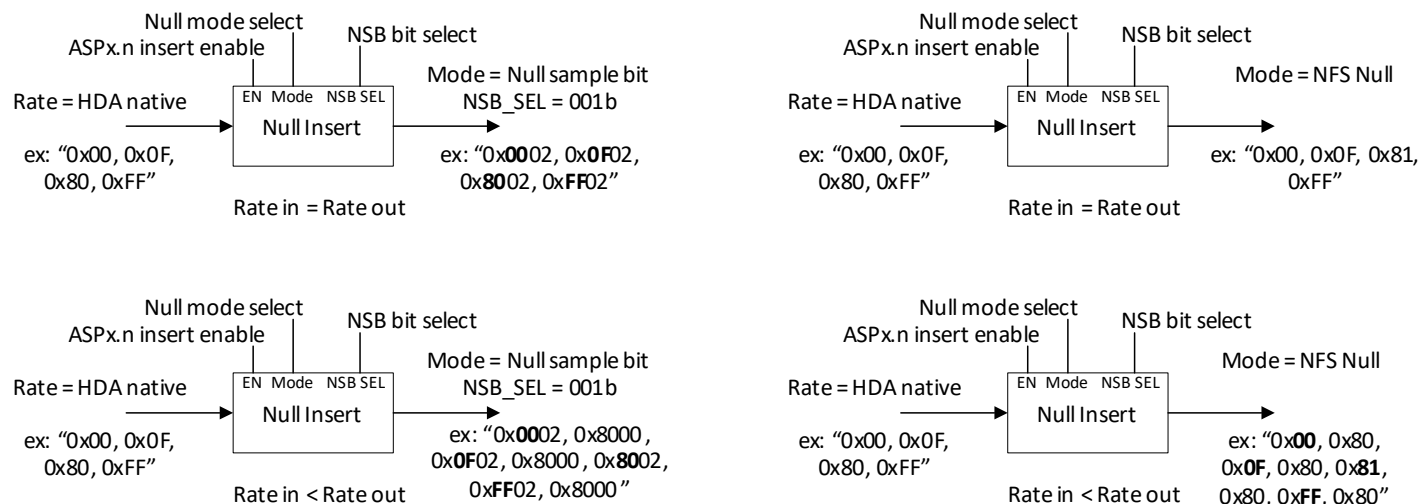 Null mode select
ASPx.n insert enable
NSB bit select
Mode = Null sample bit
NSB_SEL = 001b
Rate = HDA native
EN Mode NSB SEL
Null Insert
ex: “0x00, 0x0F,
0x80, 0xFF”
ex: “0x0002, 0x0F02,
0x8002, 0xFF02”
Rate in = Rate out
Null mode select
ASPx.n insert enable
NSB bit select
Mode = NFS Null
Rate = HDA native
EN Mode NSB SEL
Null Insert
ex: “0x00, 0x0F,
0x80, 0xFF”
ex: “0x00, 0x0F, 0x81,
0xFF”
Rate in = Rate out
Null mode select
ASPx.n insert enable
NSB bit select
Mode = Null sample bit
NSB_SEL = 001b
Rate = HDA native
EN Mode NSB SEL
Null Insert
ex: “0x00, 0x0F,
0x80, 0xFF”
ex: “0x0002, 0x8000,
0x0F02, 0x8000, 0x8002,
0xFF02, 0x8000”
Rate in < Rate out
Null mode select
ASPx.n insert enable
NSB bit select
Mode = NFS Null
Rate = HDA native
EN Mode NSB SEL
Null Insert
ex: “0x00, 0x0F,
0x80, 0xFF”
ex: “0x00, 0x80,
0x0F, 0x80, 0x81,
0x80, 0xFF, 0x80”
Rate in < Rate out